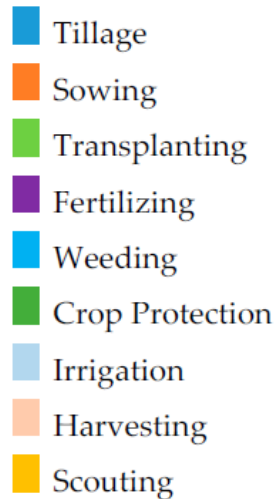 Tillage
Sowing
Transplanting
Fertilizing
Weeding
Crop Protection
Irrigation
Harvesting
Scouting